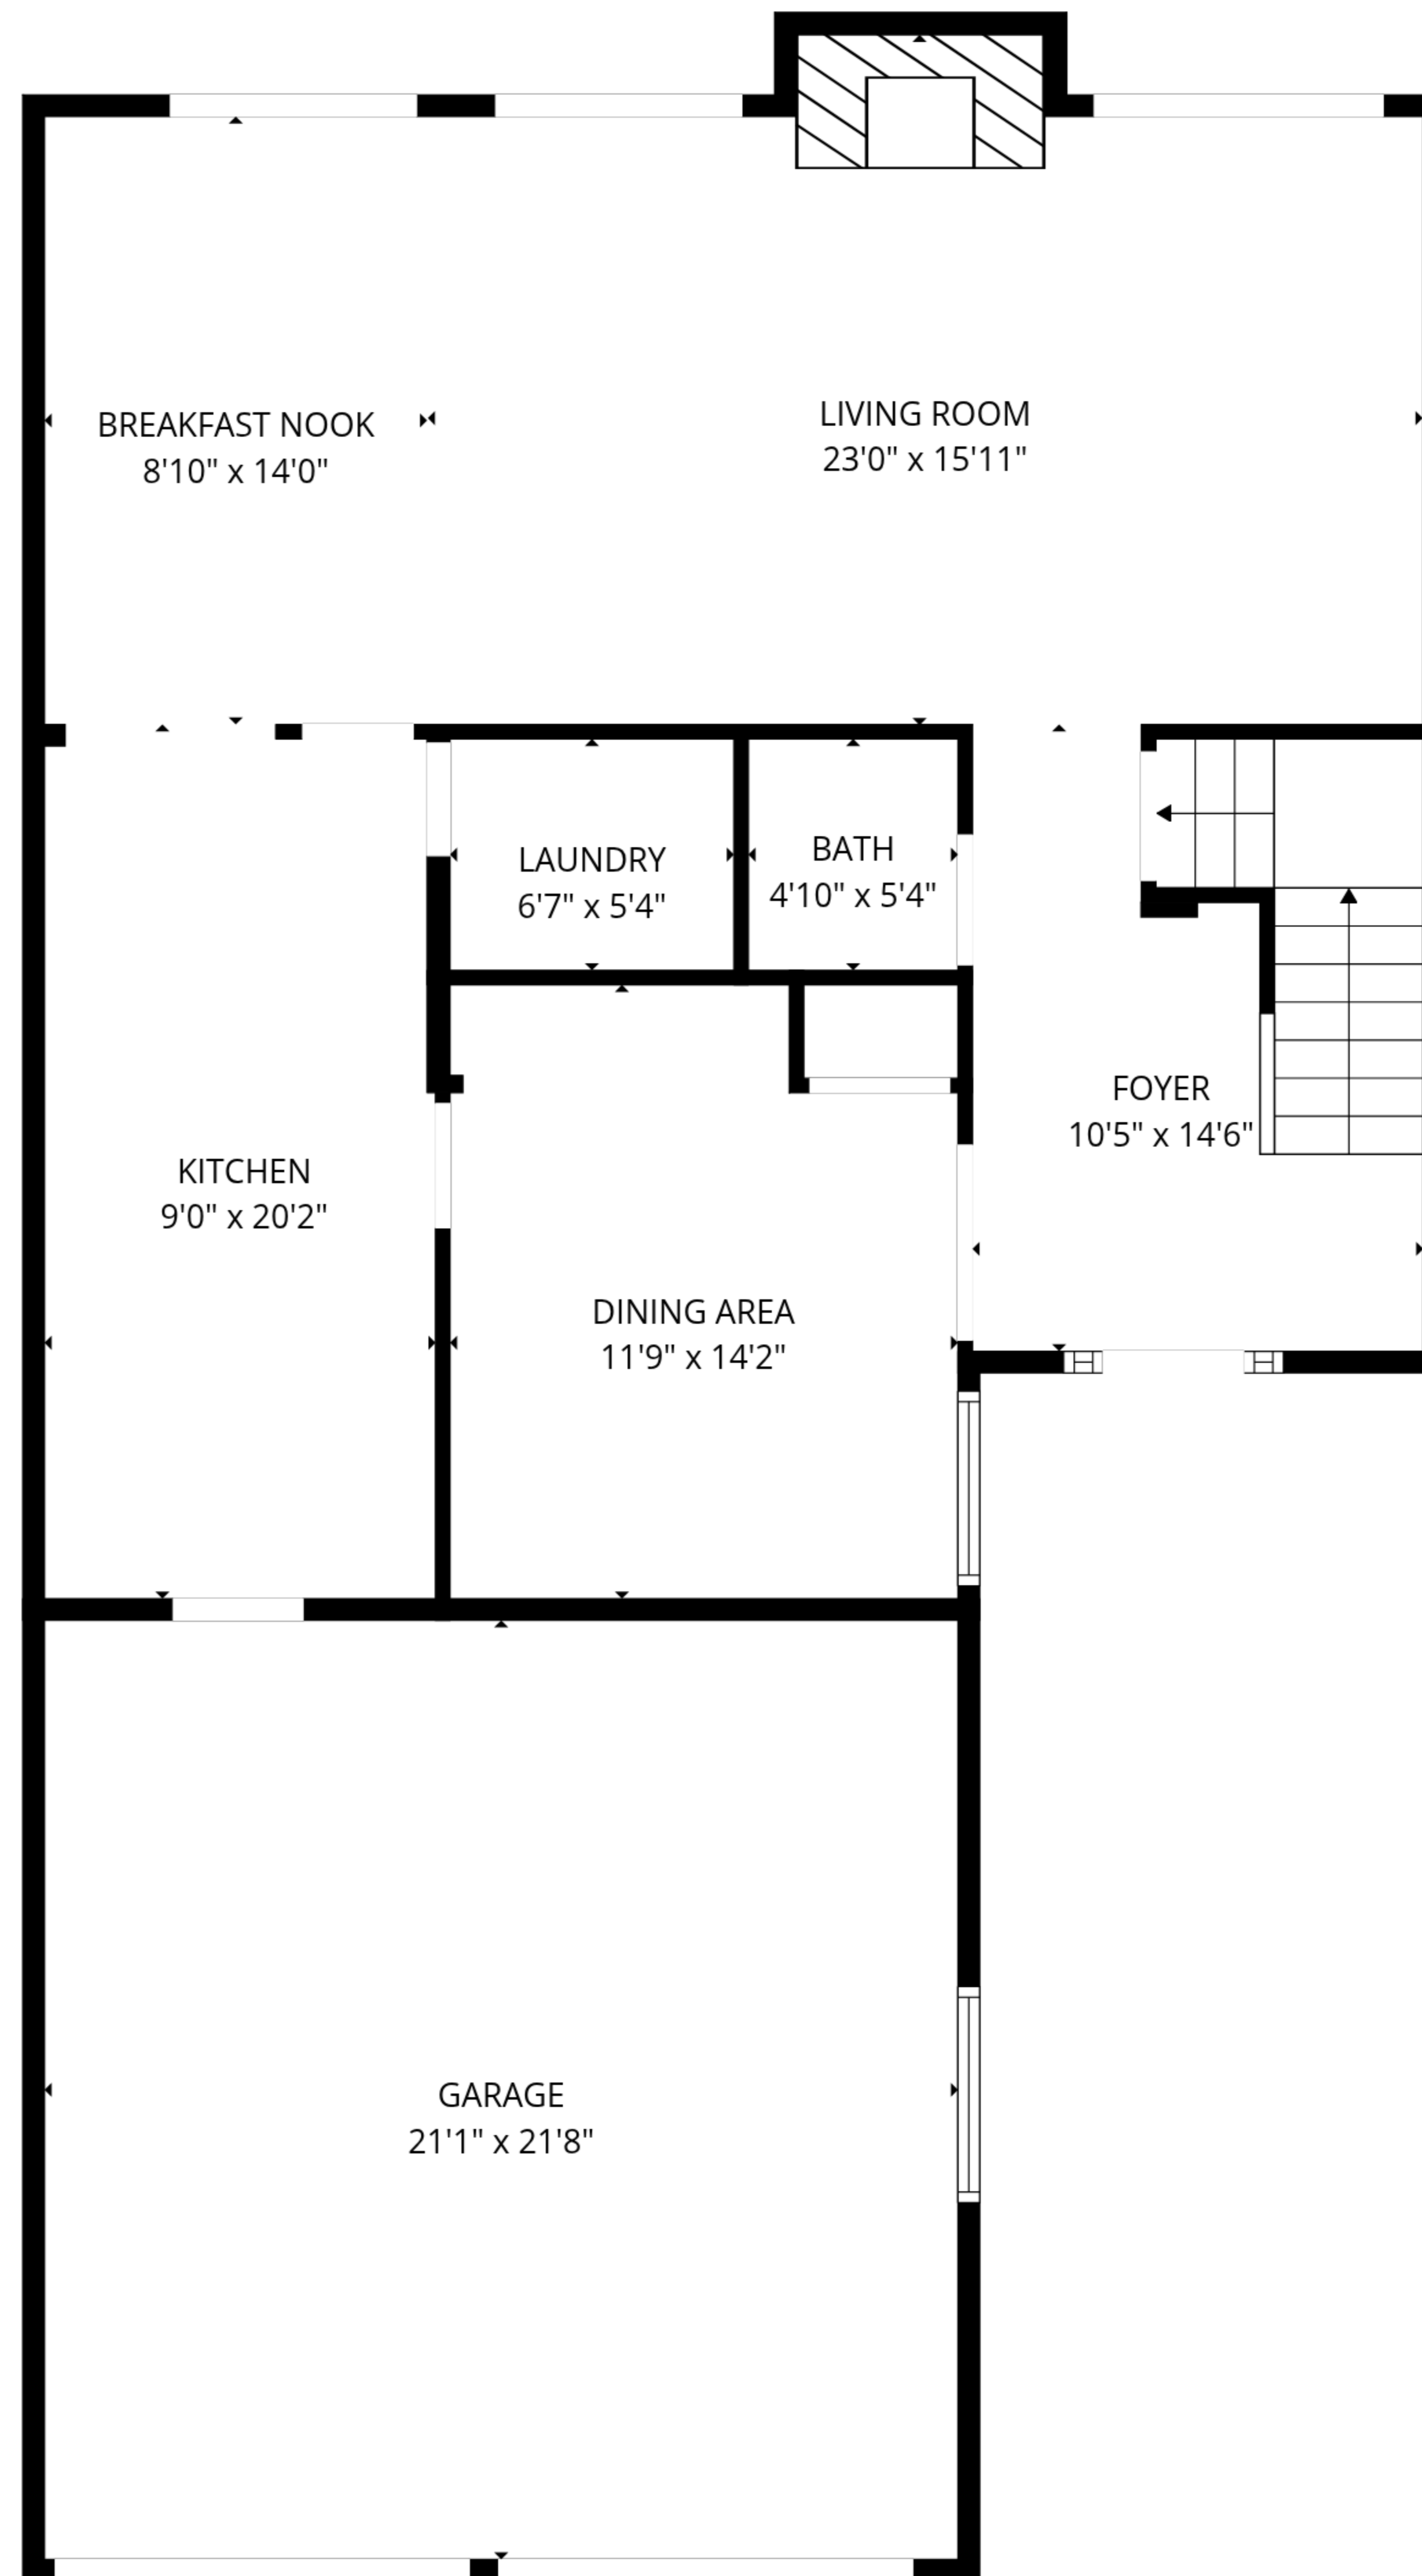 BREAKFAST NOOK
8'10" x 14'0"
LIVING ROOM
23'0" x 15'11"
LAUNDRY
6'7" x 5'4"
BATH
4'10" x 5'4"
FOYER
10'5" x 14'6"
KITCHEN
9'0" x 20'2"
DINING AREA
11'9" x 14'2"
GARAGE
21'1" x 21'8"